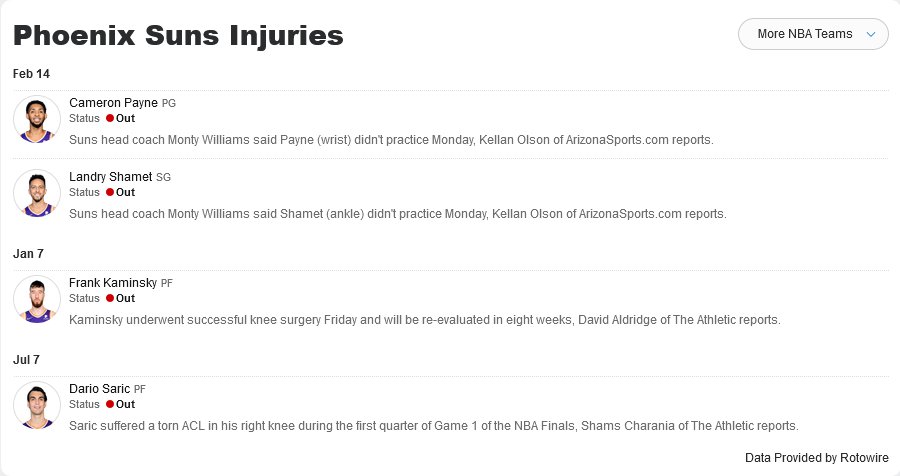 Phoenix Suns Injuries
More NBA Teams
Feb 14
Cameron Payne PG
Status Out
Suns head coach Monty Williams said Payne (wrist) didn't practice Monday, Kellan Olson of ArizonaSports.com reports.
Landry Shamet SG
Status Out
Suns head coach Monty Williams said Shamet (ankle) didn't practice Monday, Kellan Olson of ArizonaSports.com reports.
Jan 7
Frank Kaminsky PF
Status Out
Kaminsky underwent successful knee surgery Friday and will be re-evaluated in eight weeks, David Aldridge of The Athletic reports.
Jul 7
Dario Saric PF
Status Out
Saric suffered a torn ACL in his right knee during the first quarter of Game 1 of the NBA Finals, Shams Charania of The Athletic reports.
Data Provided by Rotowire